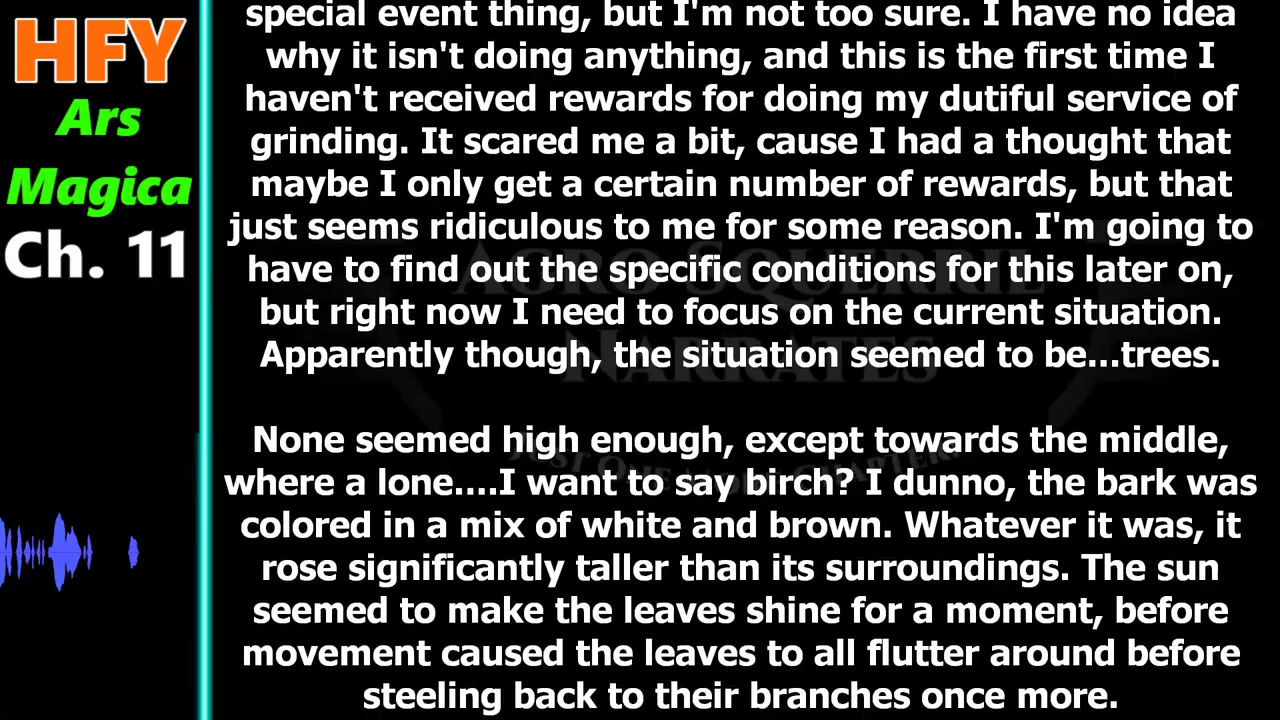 HFY
Ars
Magica
Ch. 11
special event thing, but I'm not too sure. I have no idea
why it isn't doing anything, and this is the first time I
haven't received rewards for doing my dutiful service of
grinding. It scared me a bit, cause I had a thought that
maybe I only get a certain number of rewards, but that
just seems ridiculous to me for some reason. I'm going to
have to find out the specific conditions for this later on,
but right now I need to focus on the current situation.
Apparently though, the situation seemed to be...trees.
None seemed high enough, except towards the middle,
where a lone....I want to say birch? I dunno, the bark was
colored in a mix of white and brown. Whatever it was, it
rose significantly taller than its surroundings. The sun
seemed to make the leaves shine for a moment, before
movement caused the leaves to all flutter around before
steeling back to their branches once more.
Agro Squerril
Narrates